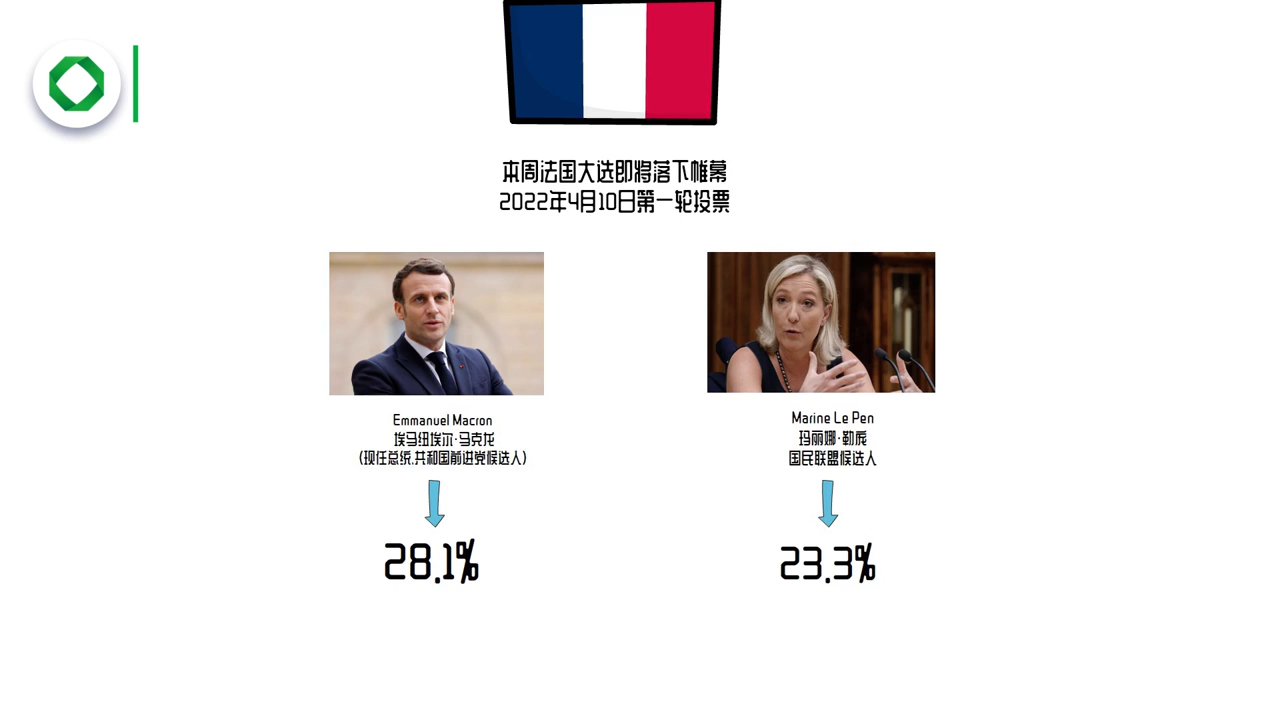 本周法国大选即将落下帷幕
2022年4月10日第一轮投票
Emmanuel Macron
埃马纽埃尔·马克龙
(现任总统,共和国前进党候选人)
Marine Le Pen
玛丽娜·勒庞
国民联盟候选人
28.1%
23.3%